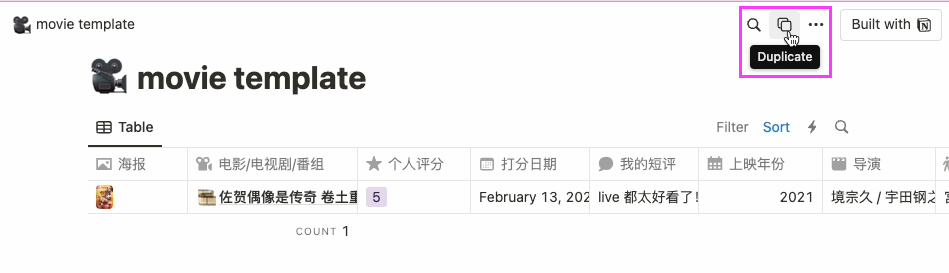 movie template
Built with
Duplicate
movie template
Table
Filter Sort
海报 电影/电视剧/番组 个人评分 打分日期 我的短评 上映年份 导演
佐贺偶像是传奇 卷土重 5 February 13, 202 live 都太好看了! 2021 境宗久 / 宇田钢之
COUNT 1